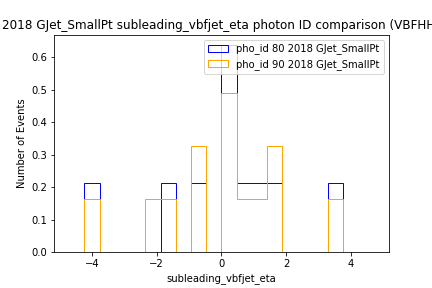 2018 GJet_SmallPt subleading_vbfjet_eta photon ID comparison (VBFHH
pho_id 80 2018 GJet_SmallPt
pho_id 90 2018 GJet_SmallPt
Number of Events
0.6
0.5
0.4
0.3
0.2
0.1
0.0
−4
−2
0
2
4
subleading_vbfjet_eta